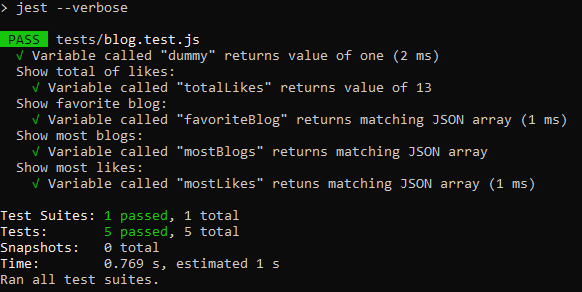 > jest --verbose
PASS tests/blog.test.js
√ Variable called "dummy" returns value of one (2 ms)
Show total of likes:
√ Variable called "totalLikes" returns value of 13
Show favorite blog:
√ Variable called "favoriteBlog" returns matching JSON array (1 ms)
Show most blogs:
√ Variable called "mostBlogs" returns matching JSON array
Show most likes:
√ Variable called "mostLikes" retuns matching JSON array (1 ms)
Test Suites: 1 passed, 1 total
Tests: 5 passed, 5 total
Snapshots: 0 total
Time: 0.769 s, estimated 1 s
Ran all test suites.